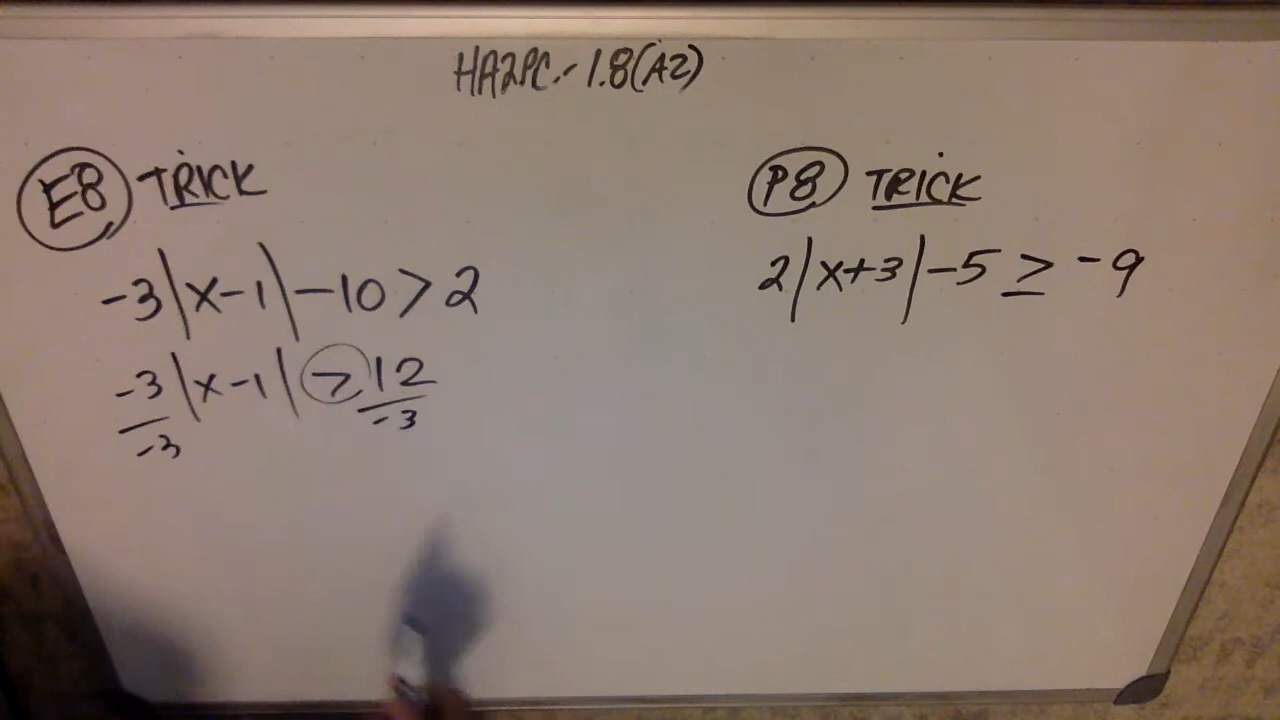 HA2PC - 1.8(A2)
E8 TRICK
-3|x-1|-10>2
-3|x-1|>12
-3 -3
P8 TRICK
2|x+3|-5≥-9